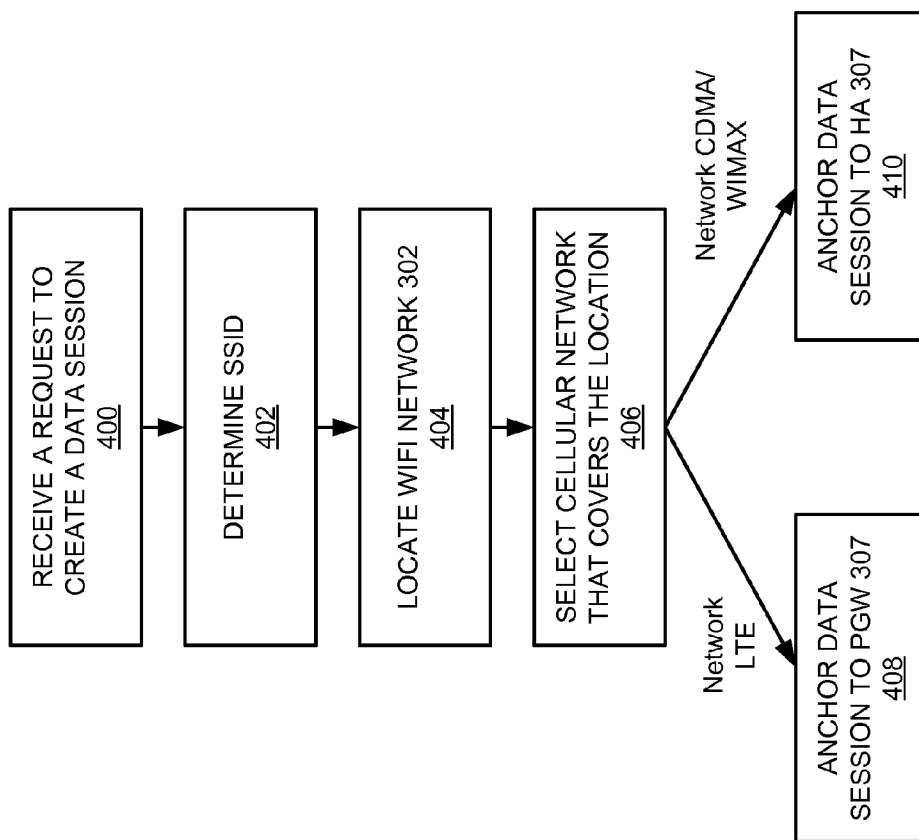 RECEIVE A REQUEST TO
CREATE A DATA SESSION
400
DETERMINE SSID
402
LOCATE WIFI NETWORK 302
404
SELECT CELLULAR NETWORK
THAT COVERS THE LOCATION
406
Network
LTE
Network CDMA/
WIMAX
ANCHOR DATA
SESSION TO PGW 307
408
ANCHOR DATA
SESSION TO HA 307
410